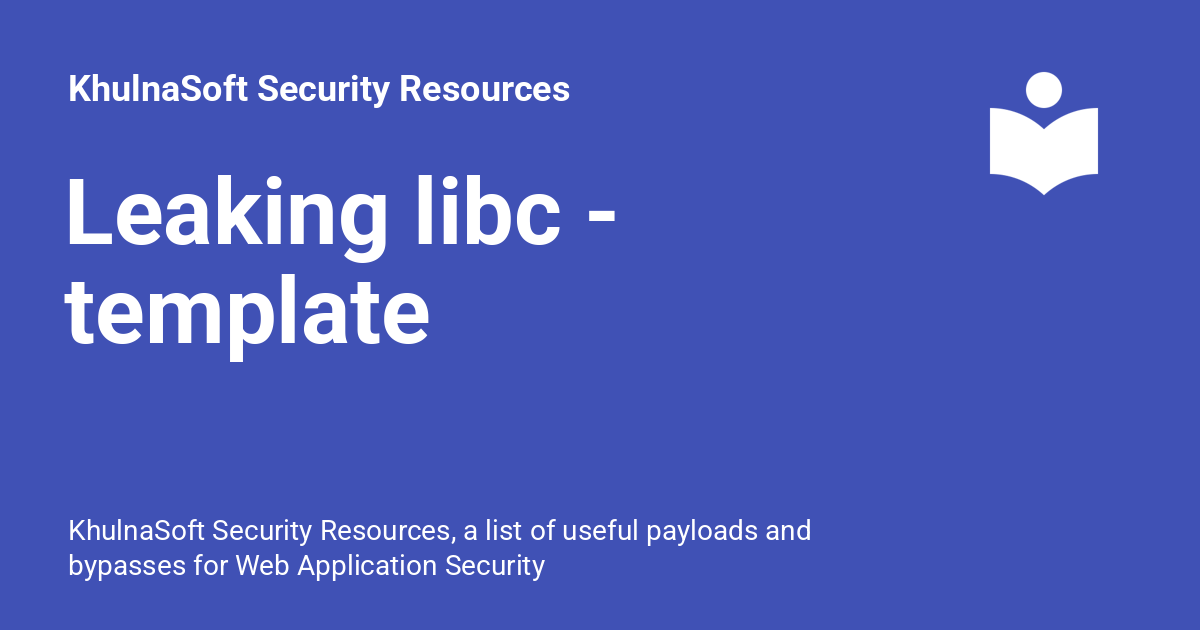 KhulnaSoft Security Resources
Leaking libc -
template
KhulnaSoft Security Resources, a list of useful payloads and
bypasses for Web Application Security